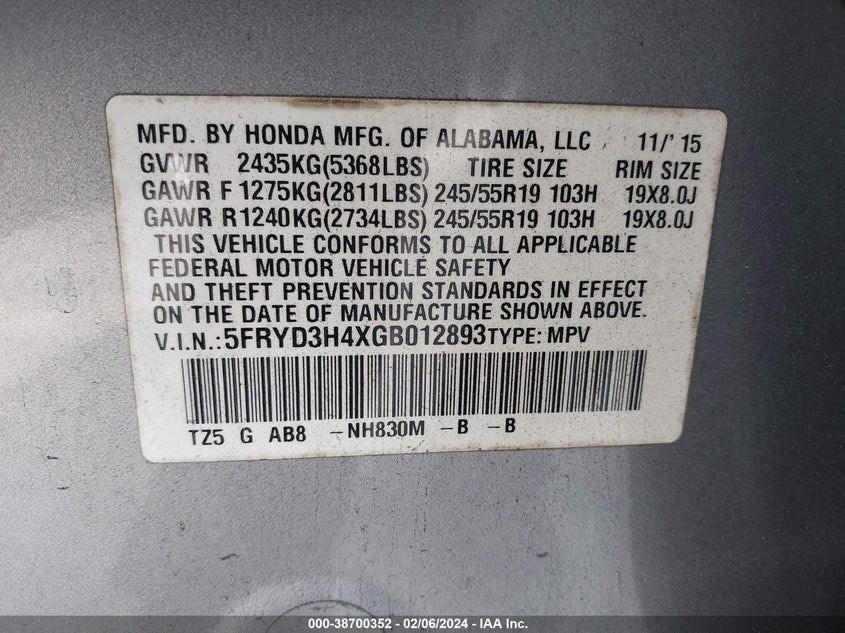 MFD. BY HONDA MFG. OF ALABAMA, LLC 11/' 15
GVWR 2435KG(5368LBS) TIRE SIZE RIM SIZE
GAWR F 1275KG(2811LBS) 245/55R19 103H 19X8.0J
GAWR R1240KG(2734LBS) 245/55R19 103H 19X8.0J
THIS VEHICLE CONFORMS TO ALL APPLICABLE
FEDERAL MOTOR VEHICLE SAFETY
AND THEFT PREVENTION STANDARDS IN EFFECT
ON THE DATE OF MANUFACTURE SHOWN ABOVE.
V.I.N.:5FRYD3H4XGB012893TYPE: MPV
TZ5 G AB8 -NH830M -B -B
000-38700352 - 02/06/2024 - IAA Inc.